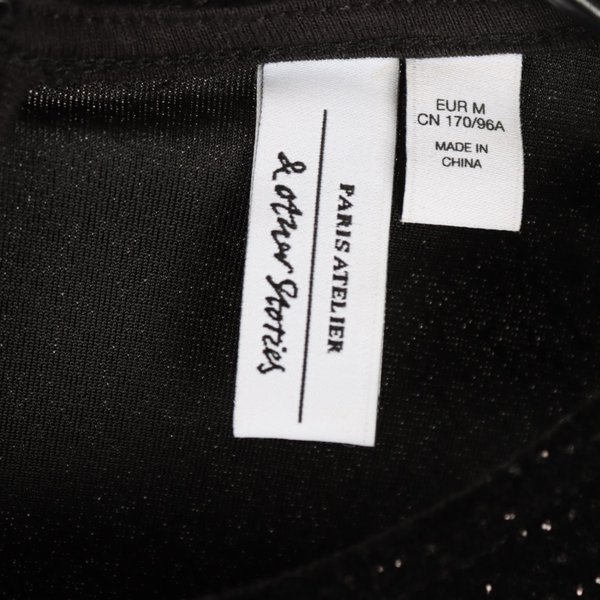 & other Stories
PARIS ATELIER
EUR M
CN 170/96A
MADE IN
CHINA